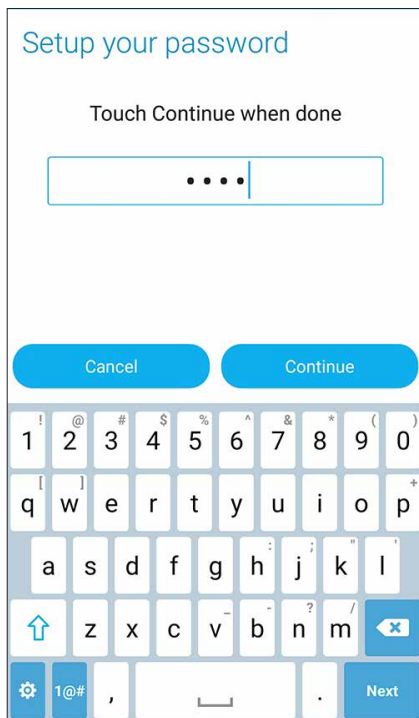 Setup your password
Touch Continue when done
••••
Cancel Continue
! @ # $ % ^ & * ( )
1 2 3 4 5 6 7 8 9 0
[ ] +
q w e r t y u i o p
: ; " '
a s d f g h j k l
_ - ? /
z x c v b n m
1@# , . Next